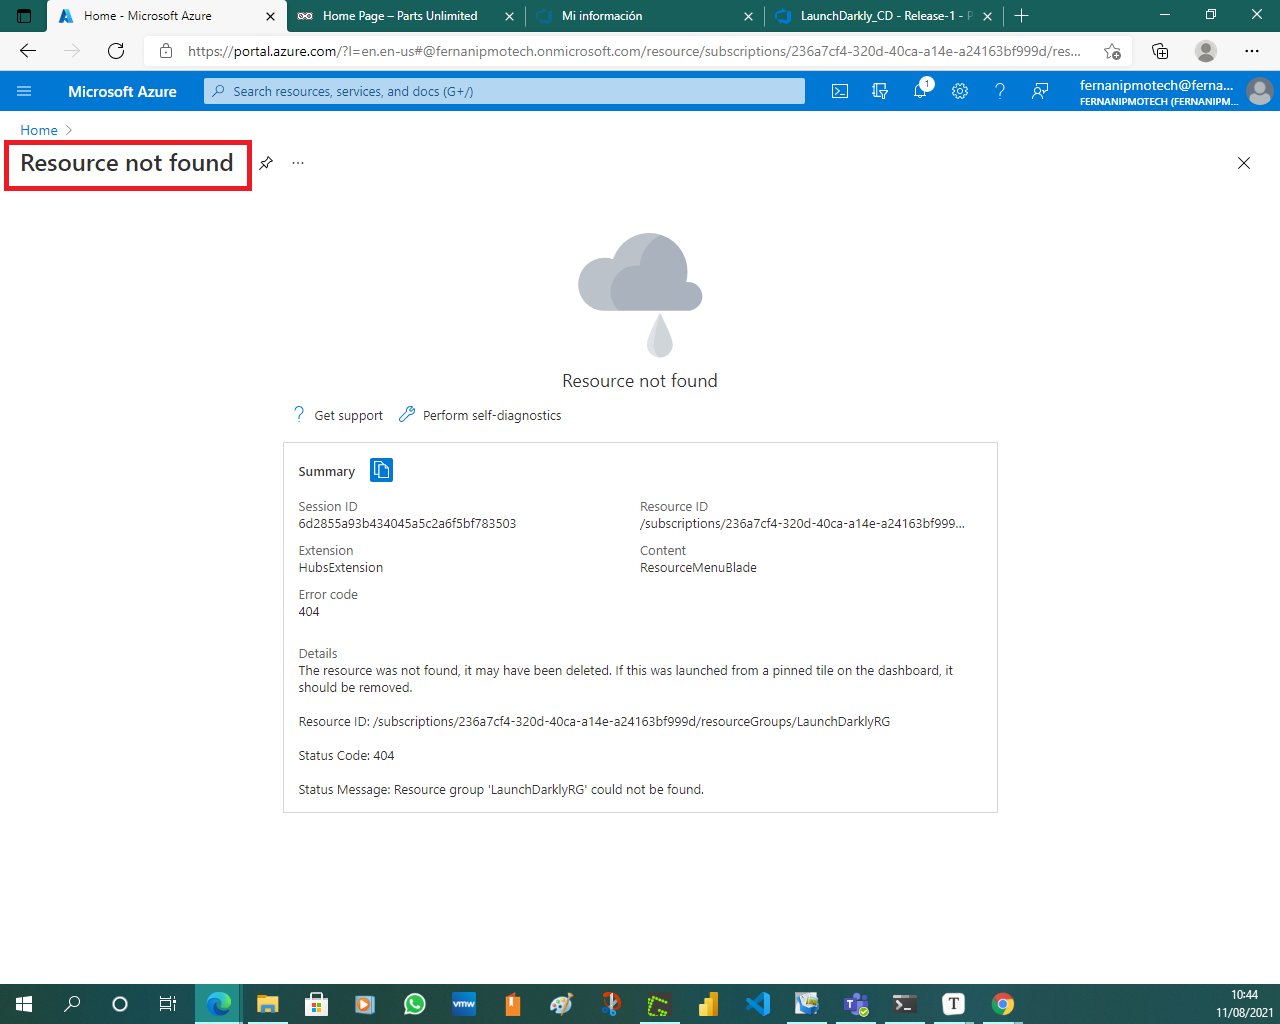 Home - Microsoft Azure
Home Page – Parts Unlimited
Mi información
LaunchDarkly_CD - Release-1 - P
https://portal.azure.com/?l=en.en-us#@fernanipmotech.onmicrosoft.com/resource/subscriptions/236a7cf4-320d-40ca-a14e-a24163bf999d/res...
Microsoft Azure
Search resources, services, and docs (G+/)
1
fernanipmotech@ferna...
FERNANIPMOTECH (FERNANIPM...
Home
Resource not found
Resource not found
Get support
Perform self-diagnostics
Summary
Session ID
6d2855a93b434045a5c2a6f5bf783503
Resource ID
/subscriptions/236a7cf4-320d-40ca-a14e-a24163bf999...
Extension
HubsExtension
Content
ResourceMenuBlade
Error code
404
Details
The resource was not found, it may have been deleted. If this was launched from a pinned tile on the dashboard, it
should be removed.
Resource ID: /subscriptions/236a7cf4-320d-40ca-a14e-a24163bf999d/resourceGroups/LaunchDarklyRG
Status Code: 404
Status Message: Resource group 'LaunchDarklyRG' could not be found.
vmw
T
10:44
11/08/2021